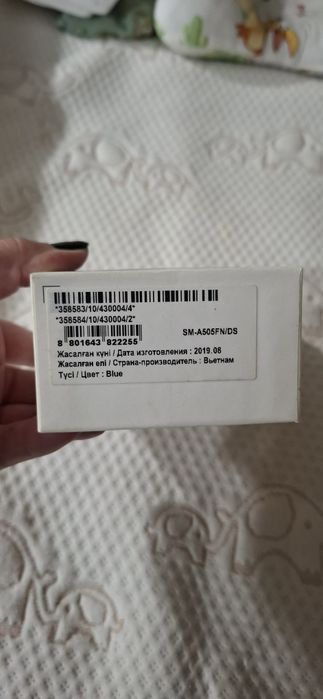 *358583/10/430004/4*
*358584/10/430004/2*
SM-A505FN/DS
8 801643 822255
Жасалған күні / Дата изготовления : 2019.08
Жасалған елі / Страна-производитель : Вьетнам
Түсі / Цвет : Blue